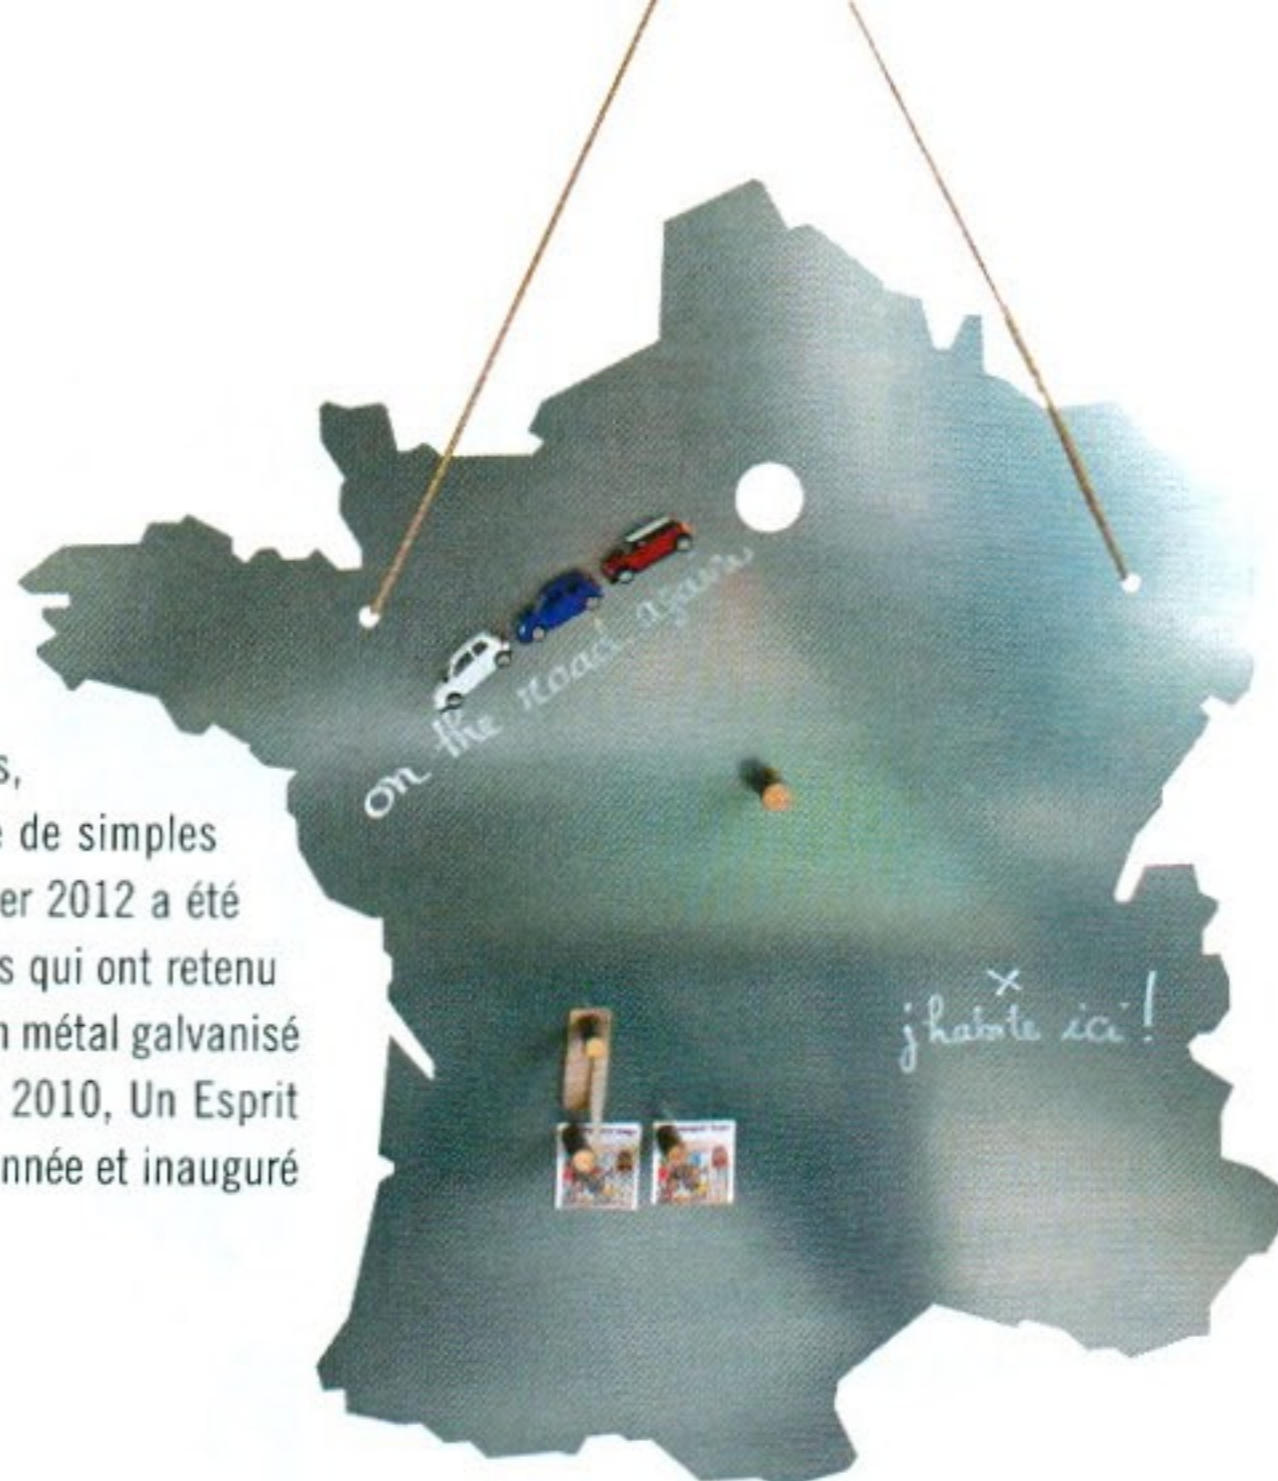 on the road again
s,
e de simples
er 2012 a été
s qui ont retenu
n métal galvanisé
2010, Un Esprit
nnée et inauguré
x
j'habite ici !